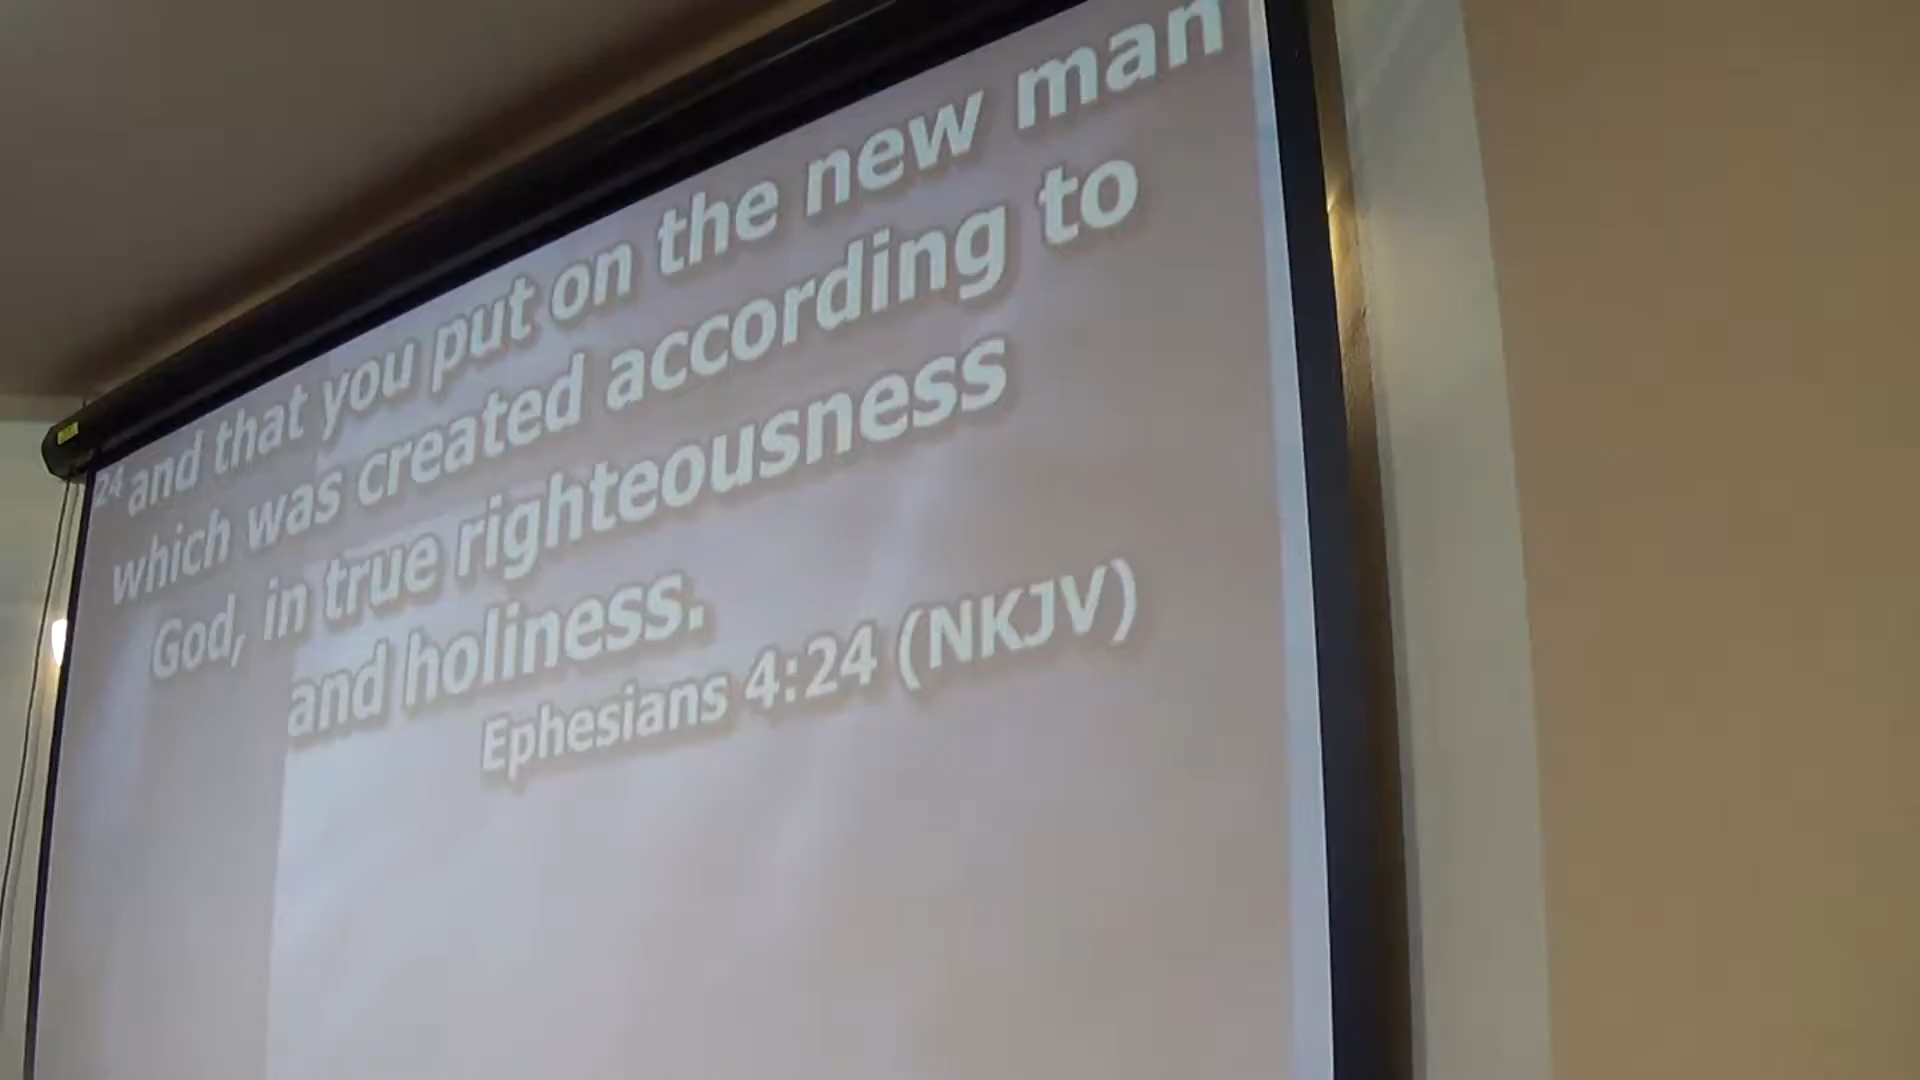 24 and that you put on the new man
which was created according to
God, in true righteousness
and holiness.
Ephesians 4:24 (NKJV)